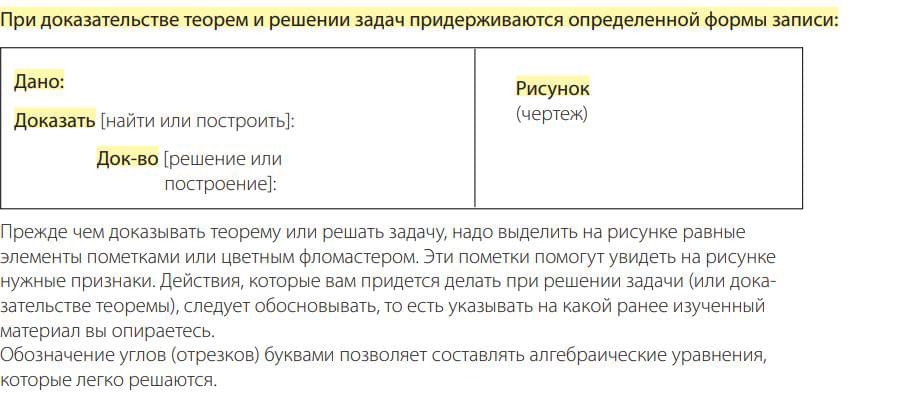 При доказательстве теорем и решении задач придерживаются определенной формы записи:
Дано:
Доказать [найти или построить]:
Док-во [решение или
построение]:
Рисунок
(чертеж)
Прежде чем доказывать теорему или решать задачу, надо выделить на рисунке равные
элементы пометками или цветным фломастером. Эти пометки помогут увидеть на рисунке
нужные признаки. Действия, которые вам придется делать при решении задачи (или дока-
зательстве теоремы), следует обосновывать, то есть указывать на какой ранее изученный
материал вы опираетесь.
Обозначение углов (отрезков) буквами позволяет составлять алгебраические уравнения,
которые легко решаются.